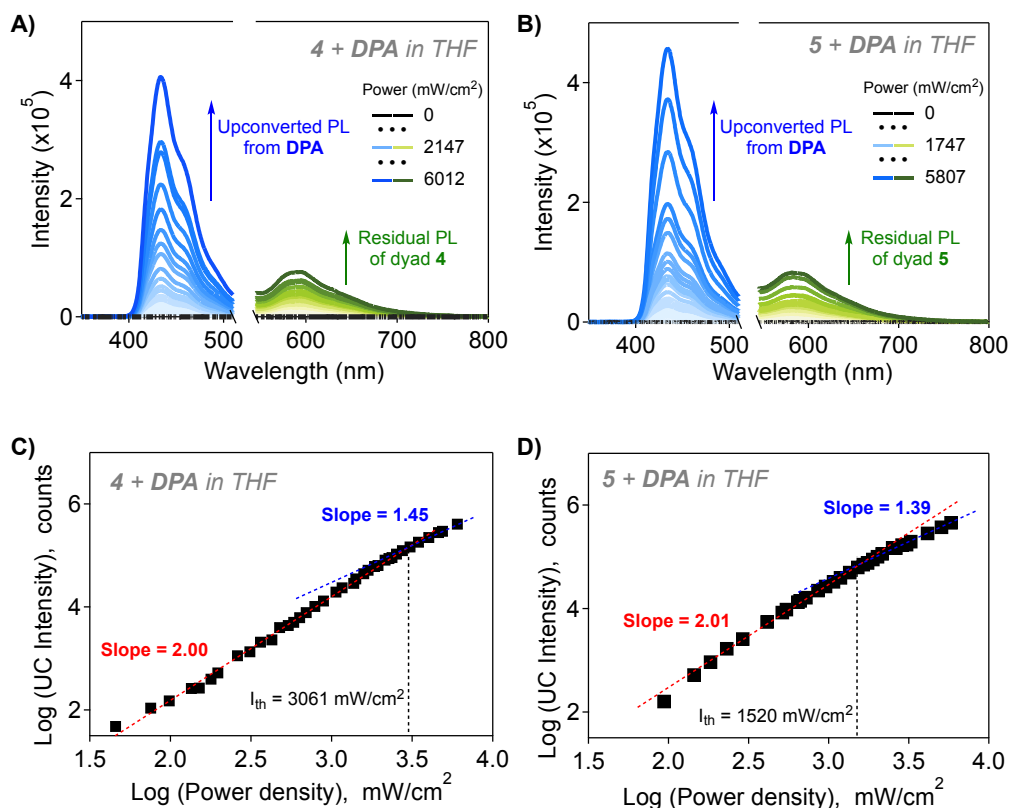 A)
4 + DPA in THF
Power (mW/cm²)
0
• • •
2147
• • •
6012
Upconverted PL
from DPA
Residual PL
of dyad 4
Intensity (x10⁵)
4
2
0
400
500
600
700
800
Wavelength (nm)
B)
5 + DPA in THF
Power (mW/cm²)
0
• • •
1747
• • •
5807
Upconverted PL
from DPA
Residual PL
of dyad 5
Intensity (x10⁵)
4
2
0
400
500
600
700
800
Wavelength (nm)
C)
4 + DPA in THF
Slope = 1.45
Slope = 2.00
I_th = 3061 mW/cm²
Log (UC Intensity), counts
6
4
2
1.5
2.0
2.5
3.0
3.5
4.0
Log (Power density), mW/cm²
D)
5 + DPA in THF
Slope = 1.39
Slope = 2.01
I_th = 1520 mW/cm²
Log (UC Intensity), counts
6
4
2
1.5
2.0
2.5
3.0
3.5
4.0
Log (Power density), mW/cm²